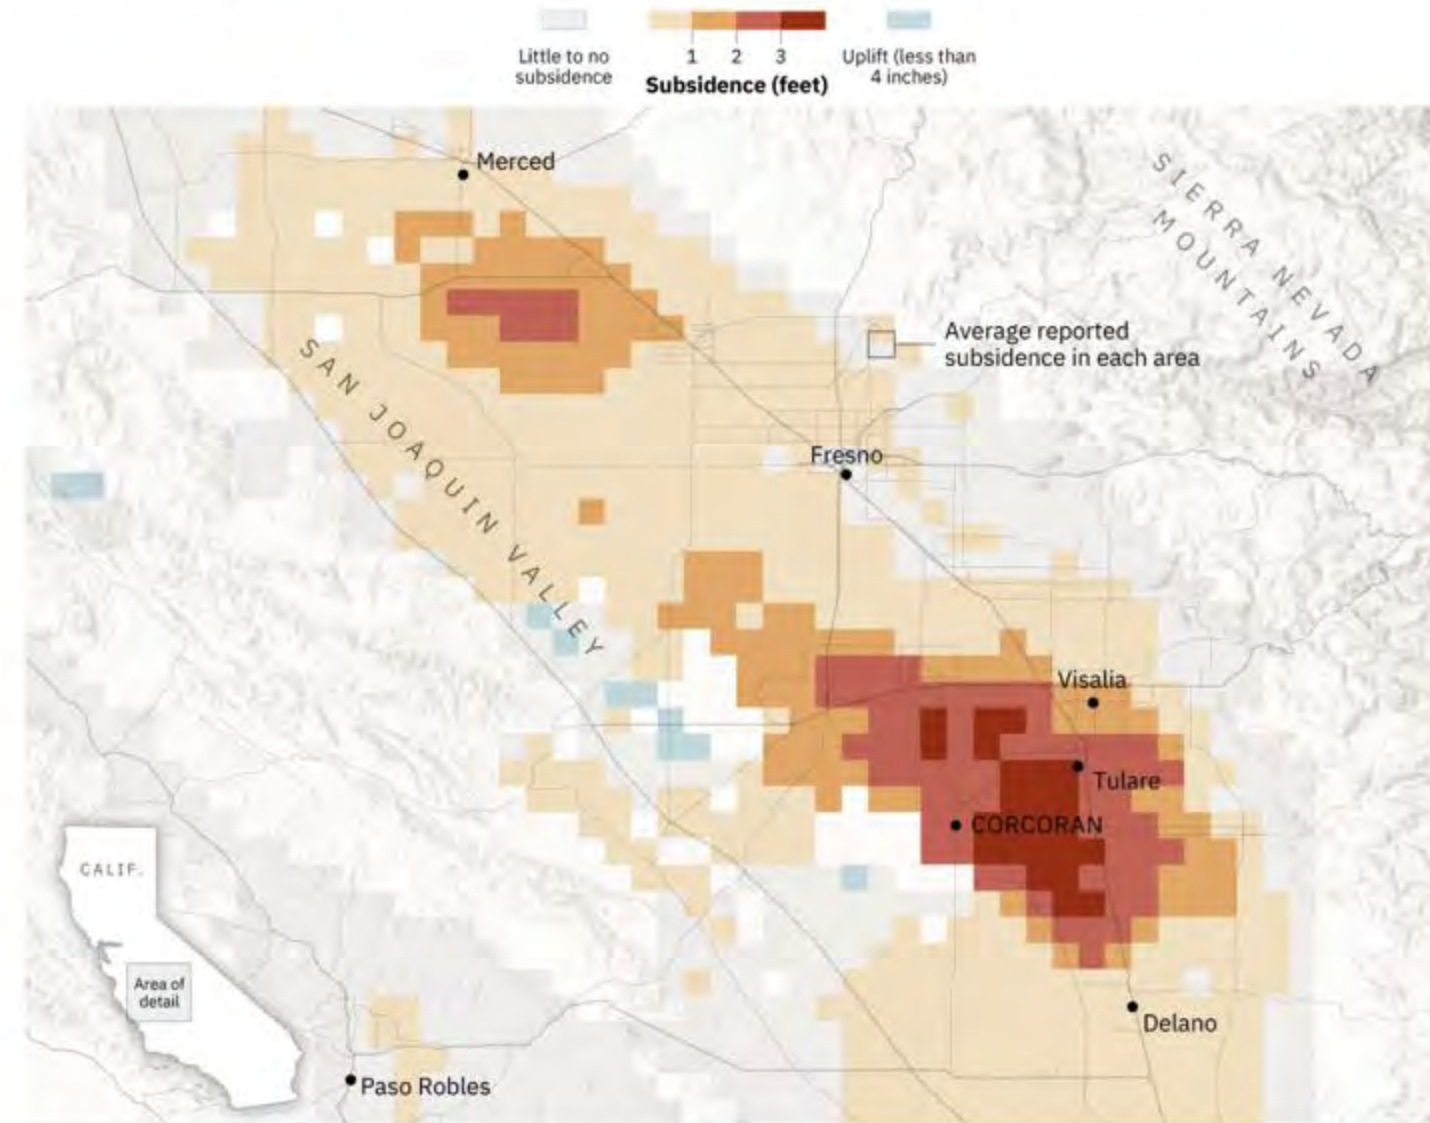 Little to no
subsidence
1 2 3
Subsidence (feet)
Uplift (less than
4 inches)
Merced
SIERRA NEVADA
MOUNTAINS
Average reported
subsidence in each area
SAN JOAQUIN VALLEY
Fresno
Visalia
Tulare
CORCORAN
CALIF.
Area of
detail
Delano
Paso Robles